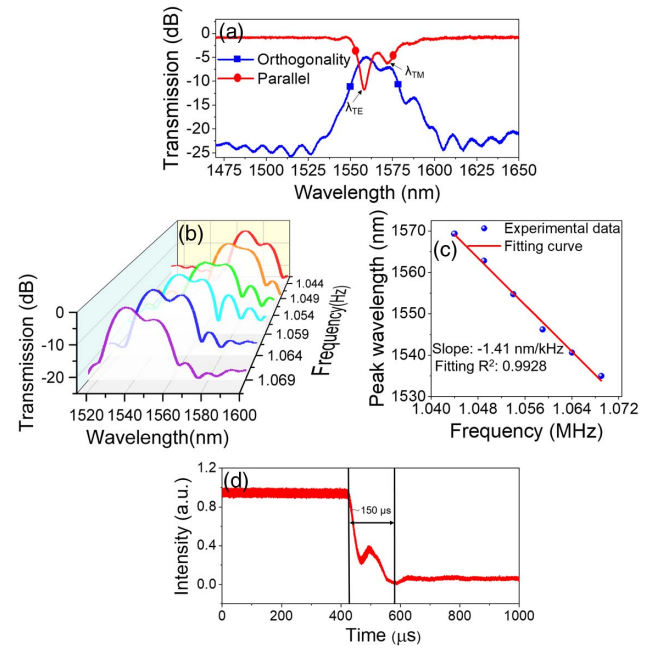 (a)
0
-5
-10
-15
-20
-25
Transmission (dB)
Orthogonality
Parallel
λTE
λTM
1475 1500 1525 1550 1575 1600 1625 1650
Wavelength (nm)
(b)
0
-10
-20
Transmission (dB)
1520 1540 1560 1580 1600
Wavelength(nm)
1.044
1.049
1.054
1.059
1.064
1.069
Frequency(Hz)
(c)
Experimental data
Fitting curve
1570
1560
1550
1540
1530
Peak wavelength (nm)
Slope: -1.41 nm/kHz
Fitting R²: 0.9928
1.040 1.048 1.056 1.064 1.072
Frequency (MHz)
(d)
1.2
0.8
0.4
0.0
Intensity (a.u.)
~150 μs
0 200 400 600 800 1000
Time (μs)